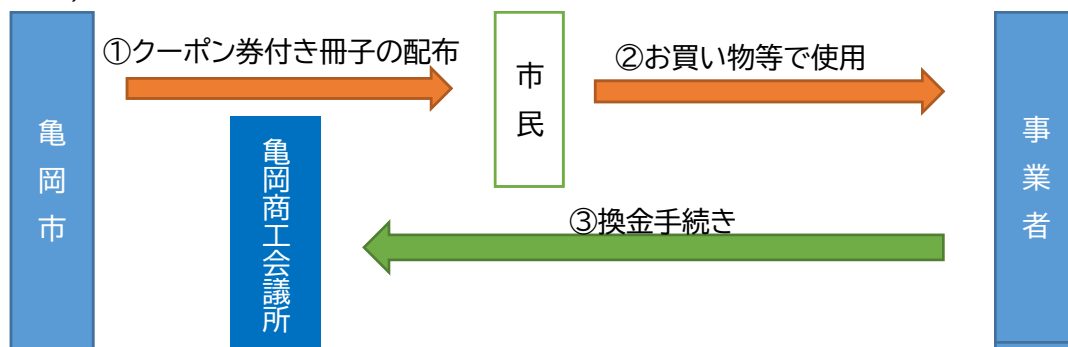 ①クーポン券付き冊子の配布
②お買い物等で使用
市民
亀岡市
亀岡商工会議所
事業者
③換金手続き